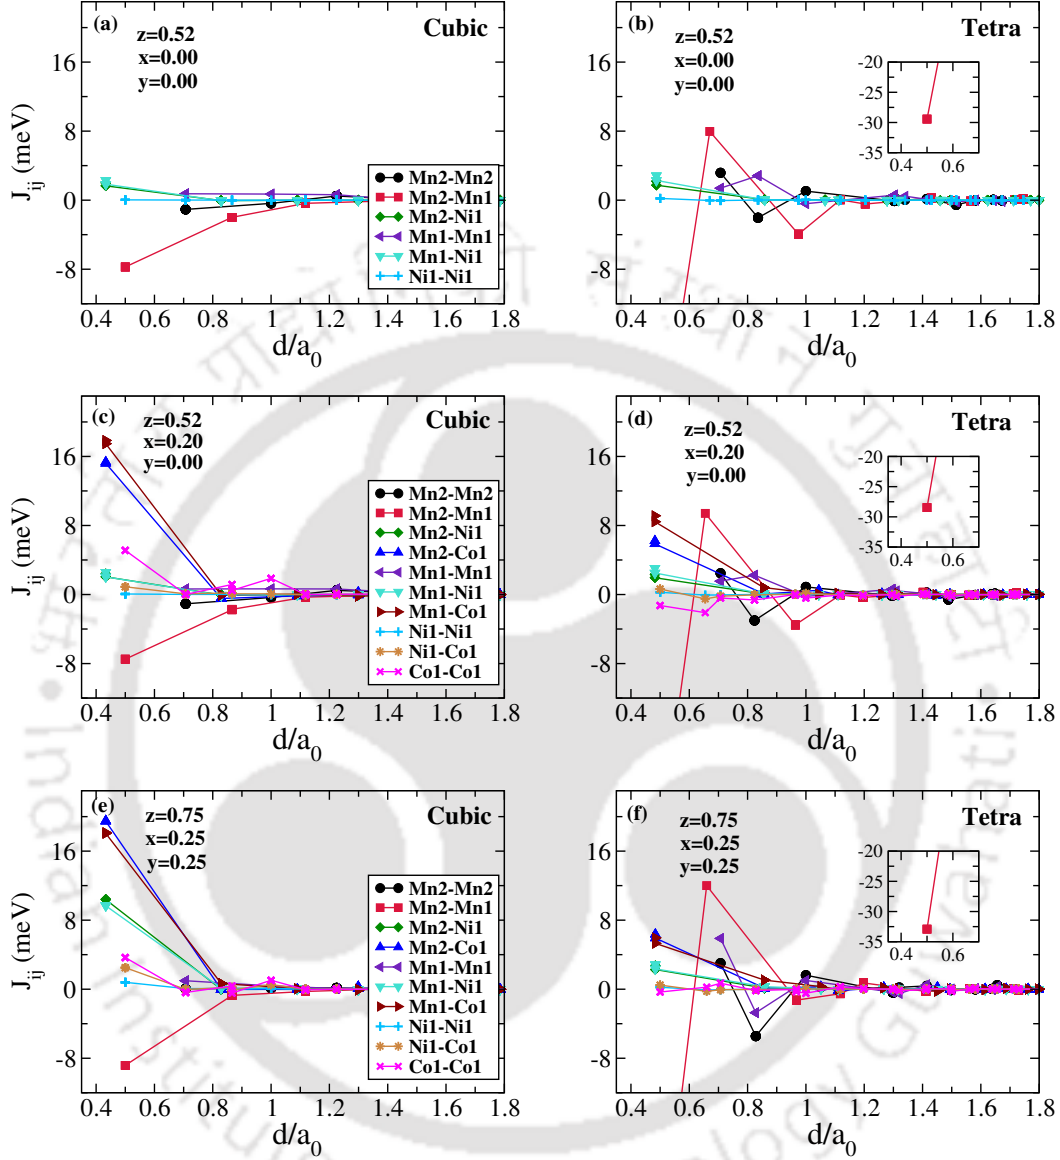 (a) Cubic
z=0.52
x=0.00
y=0.00
J_ij (meV)
16
8
0
-8
Mn2-Mn2
Mn2-Mn1
Mn2-Ni1
Mn1-Mn1
Mn1-Ni1
Ni1-Ni1
0.4 0.6 0.8 1 1.2 1.4 1.6 1.8
d/a_0
(b) Tetra
z=0.52
x=0.00
y=0.00
-20
-25
-30
-35
0.4 0.6
16
8
0
-8
0.4 0.6 0.8 1 1.2 1.4 1.6 1.8
d/a_0
(c) Cubic
z=0.52
x=0.20
y=0.00
J_ij (meV)
16
8
0
-8
Mn2-Mn2
Mn2-Mn1
Mn2-Ni1
Mn2-Co1
Mn1-Mn1
Mn1-Ni1
Mn1-Co1
Ni1-Ni1
Ni1-Co1
Co1-Co1
0.4 0.6 0.8 1 1.2 1.4 1.6 1.8
d/a_0
(d) Tetra
z=0.52
x=0.20
y=0.00
-20
-25
-30
-35
0.4 0.6
16
8
0
-8
0.4 0.6 0.8 1 1.2 1.4 1.6 1.8
d/a_0
(e) Cubic
z=0.75
x=0.25
y=0.25
J_ij (meV)
16
8
0
-8
Mn2-Mn2
Mn2-Mn1
Mn2-Ni1
Mn2-Co1
Mn1-Mn1
Mn1-Ni1
Mn1-Co1
Ni1-Ni1
Ni1-Co1
Co1-Co1
0.4 0.6 0.8 1 1.2 1.4 1.6 1.8
d/a_0
(f) Tetra
z=0.75
x=0.25
y=0.25
-20
-25
-30
-35
0.4 0.6
16
8
0
-8
0.4 0.6 0.8 1 1.2 1.4 1.6 1.8
d/a_0